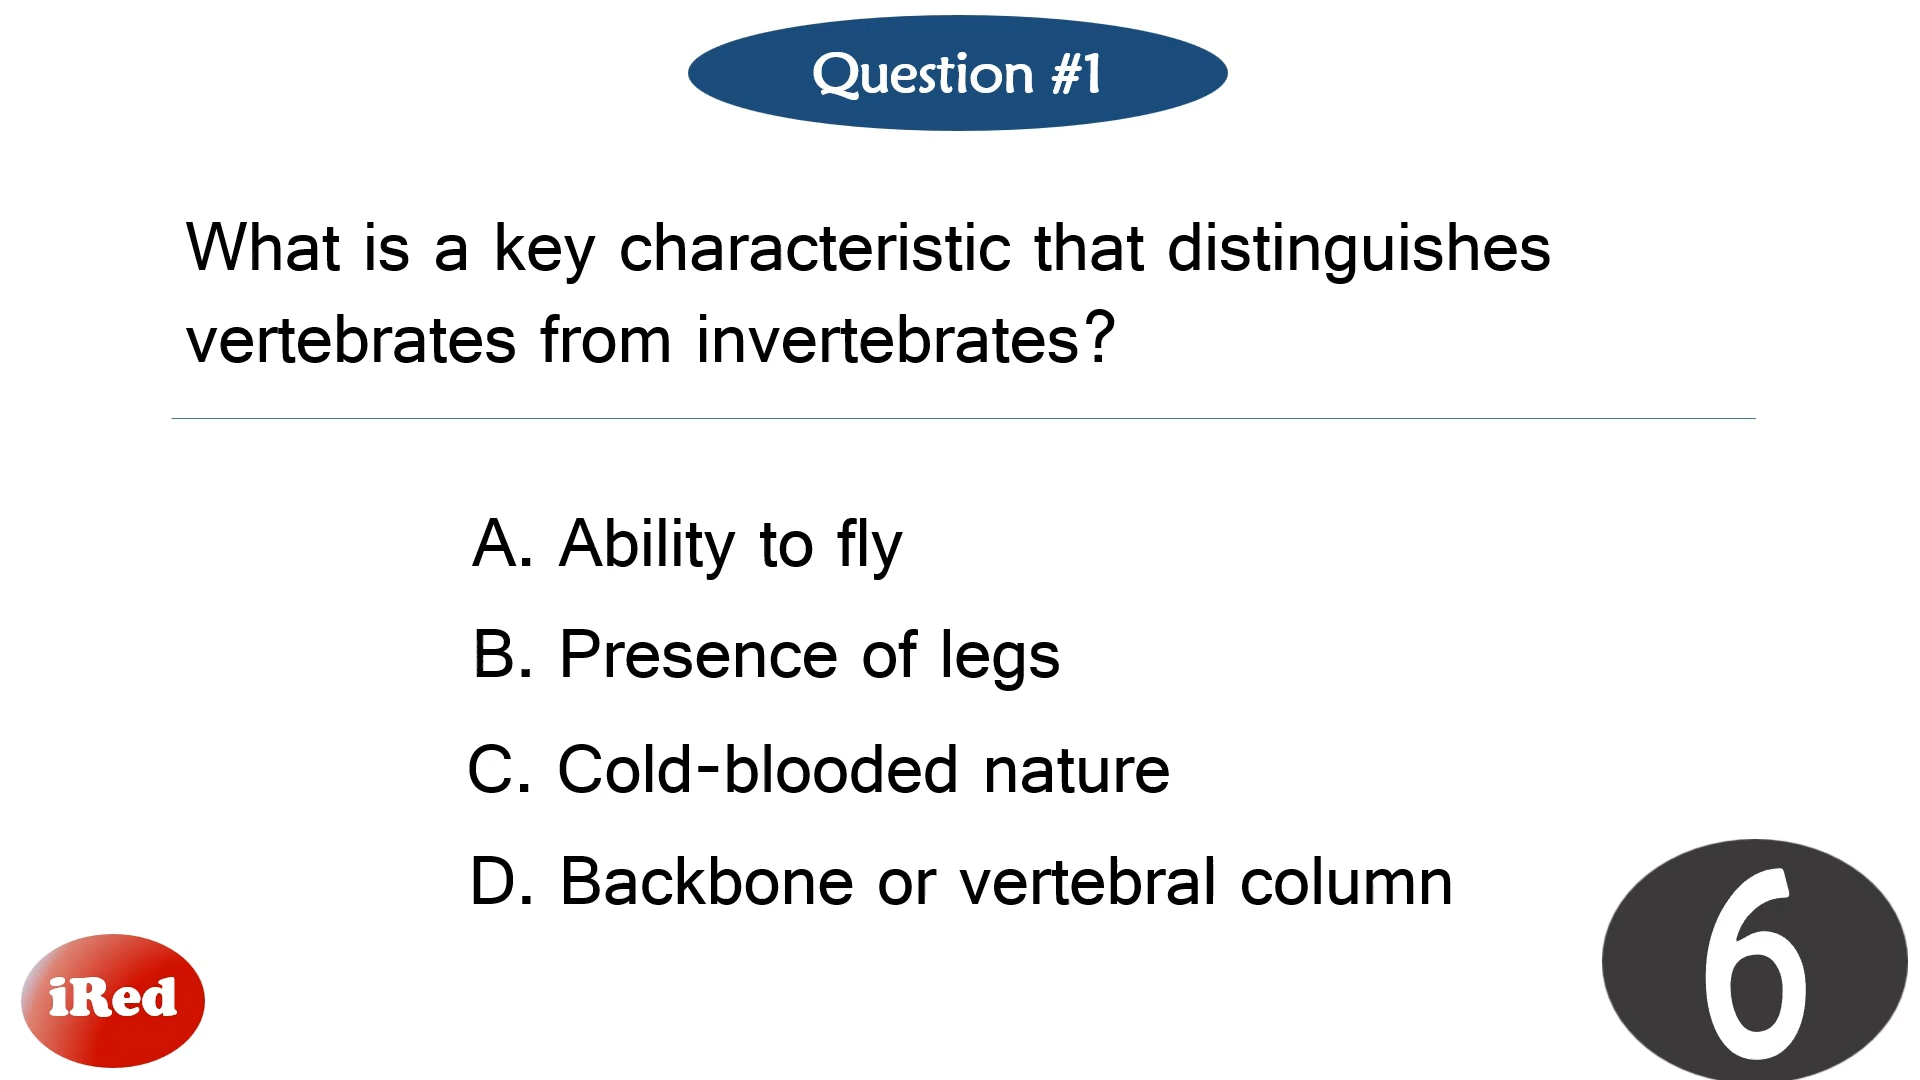 Question #1
What is a key characteristic that distinguishes
vertebrates from invertebrates?
A. Ability to fly
B. Presence of legs
C. Cold-blooded nature
D. Backbone or vertebral column
iRed
6